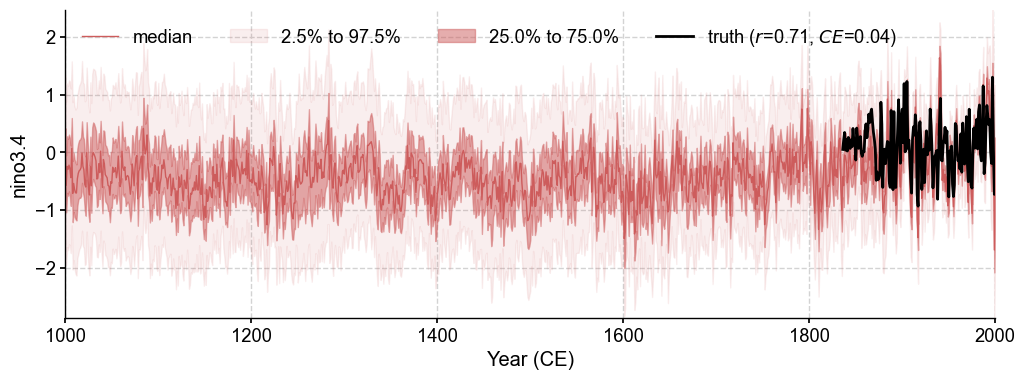 median 2.5% to 97.5% 25.0% to 75.0% truth (r=0.71, CE=0.04)
nino3.4
2
1
0
−1
−2
1000 1200 1400 1600 1800 2000
Year (CE)